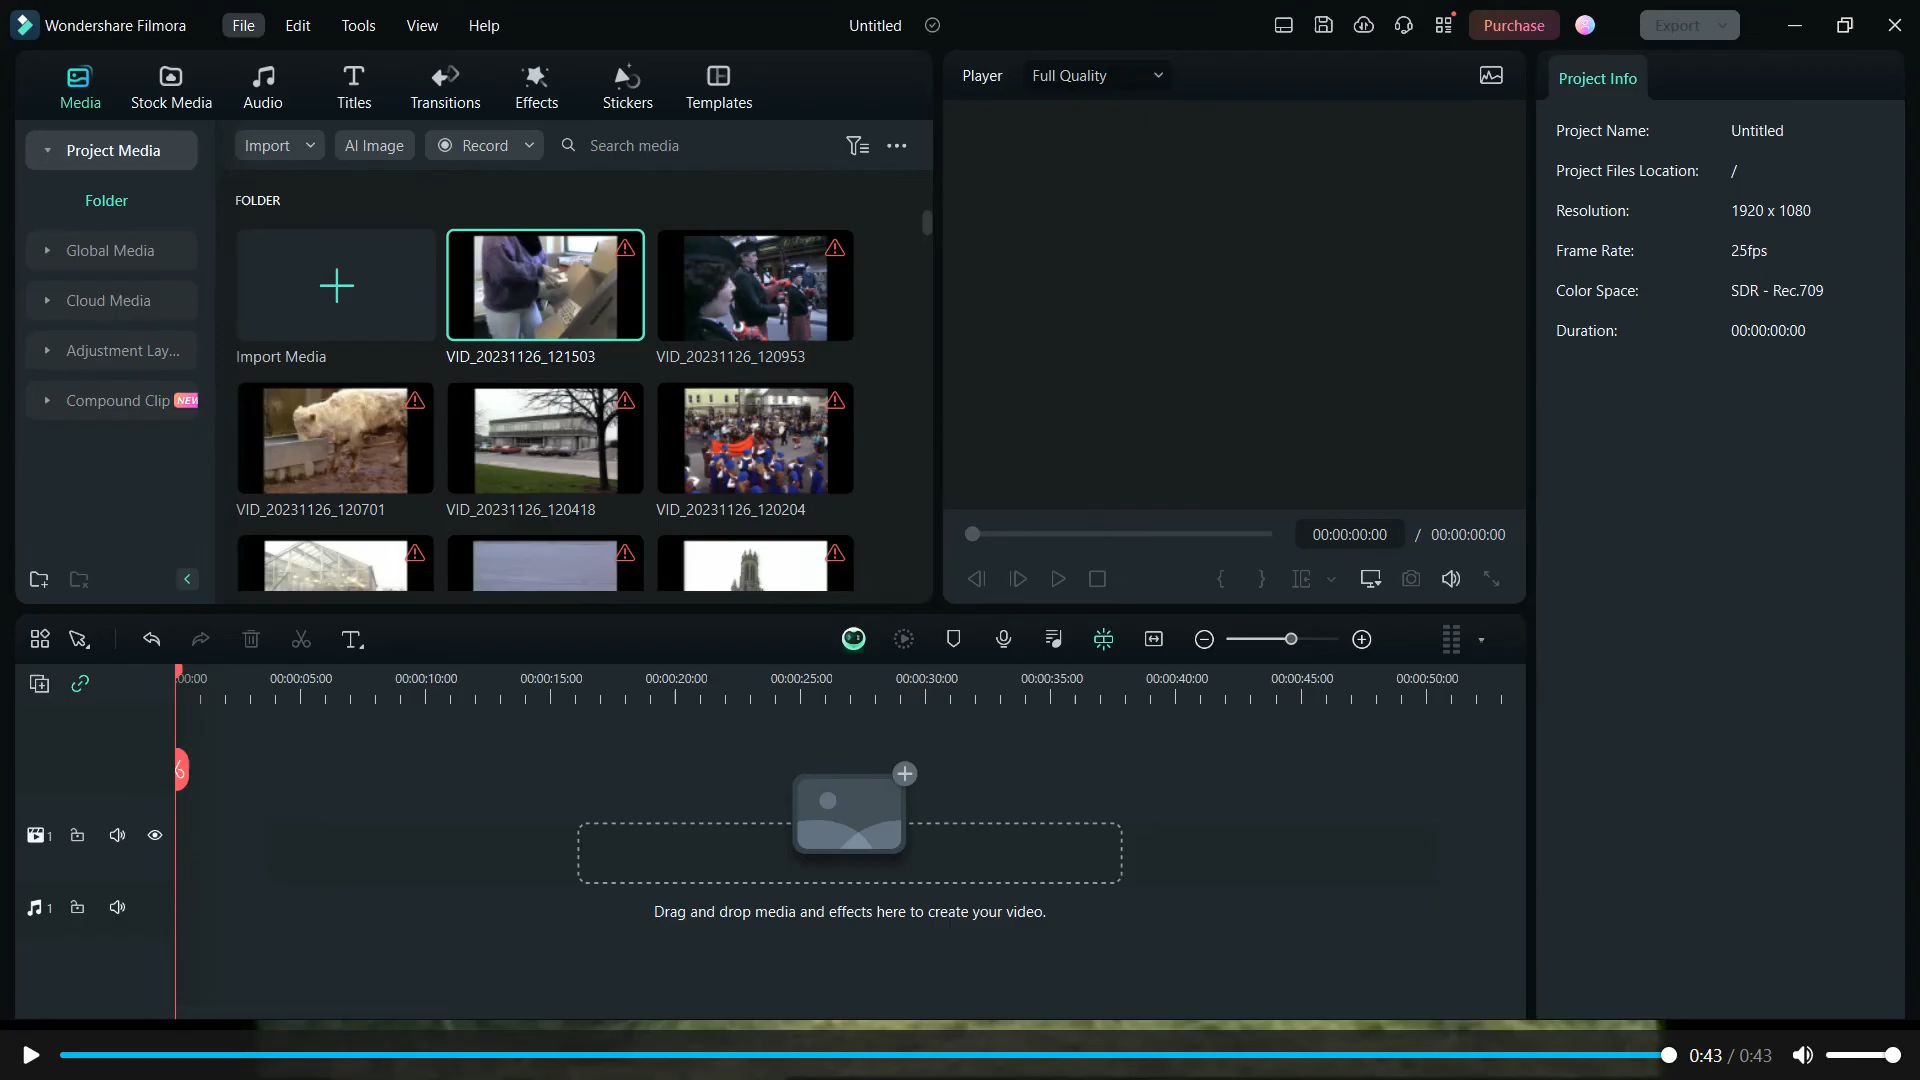 Wondershare Filmora
File
Edit
Tools
View
Help
Untitled
Purchase
Export
Media
Stock Media
Audio
Titles
Transitions
Effects
Stickers
Templates
Player
Full Quality
Project Info
Project Media
Folder
Global Media
Cloud Media
Adjustment Lay...
Compound Clip NEW
Import
AI Image
Record
Search media
FOLDER
Import Media
VID_20231126_121503
VID_20231126_120953
VID_20231126_120701
VID_20231126_120418
VID_20231126_120204
00:00:00:00 / 00:00:00:00
Project Name: Untitled
Project Files Location: /
Resolution: 1920 x 1080
Frame Rate: 25fps
Color Space: SDR - Rec.709
Duration: 00:00:00:00
:00:00
00:00:05:00
00:00:10:00
00:00:15:00
00:00:20:00
00:00:25:00
00:00:30:00
00:00:35:00
00:00:40:00
00:00:45:00
00:00:50:00
1
1
Drag and drop media and effects here to create your video.
0:43 / 0:43